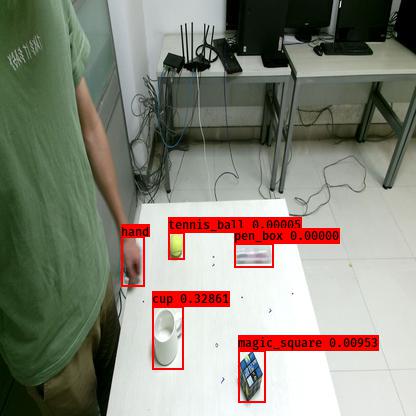 tennis_ball 0.00005
hand
pen_box 0.00000
cup 0.32861
magic_square 0.00953